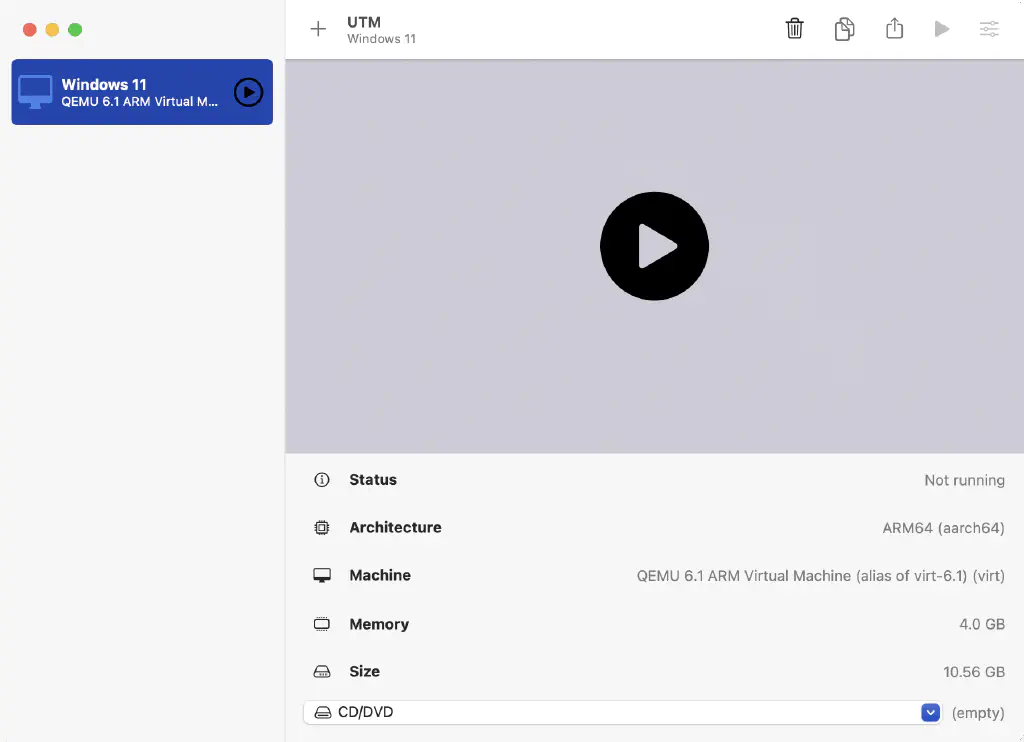 UTM
Windows 11
Windows 11
QEMU 6.1 ARM Virtual M...
Status
Not running
Architecture
ARM64 (aarch64)
Machine
QEMU 6.1 ARM Virtual Machine (alias of virt-6.1) (virt)
Memory
4.0 GB
Size
10.56 GB
CD/DVD
(empty)